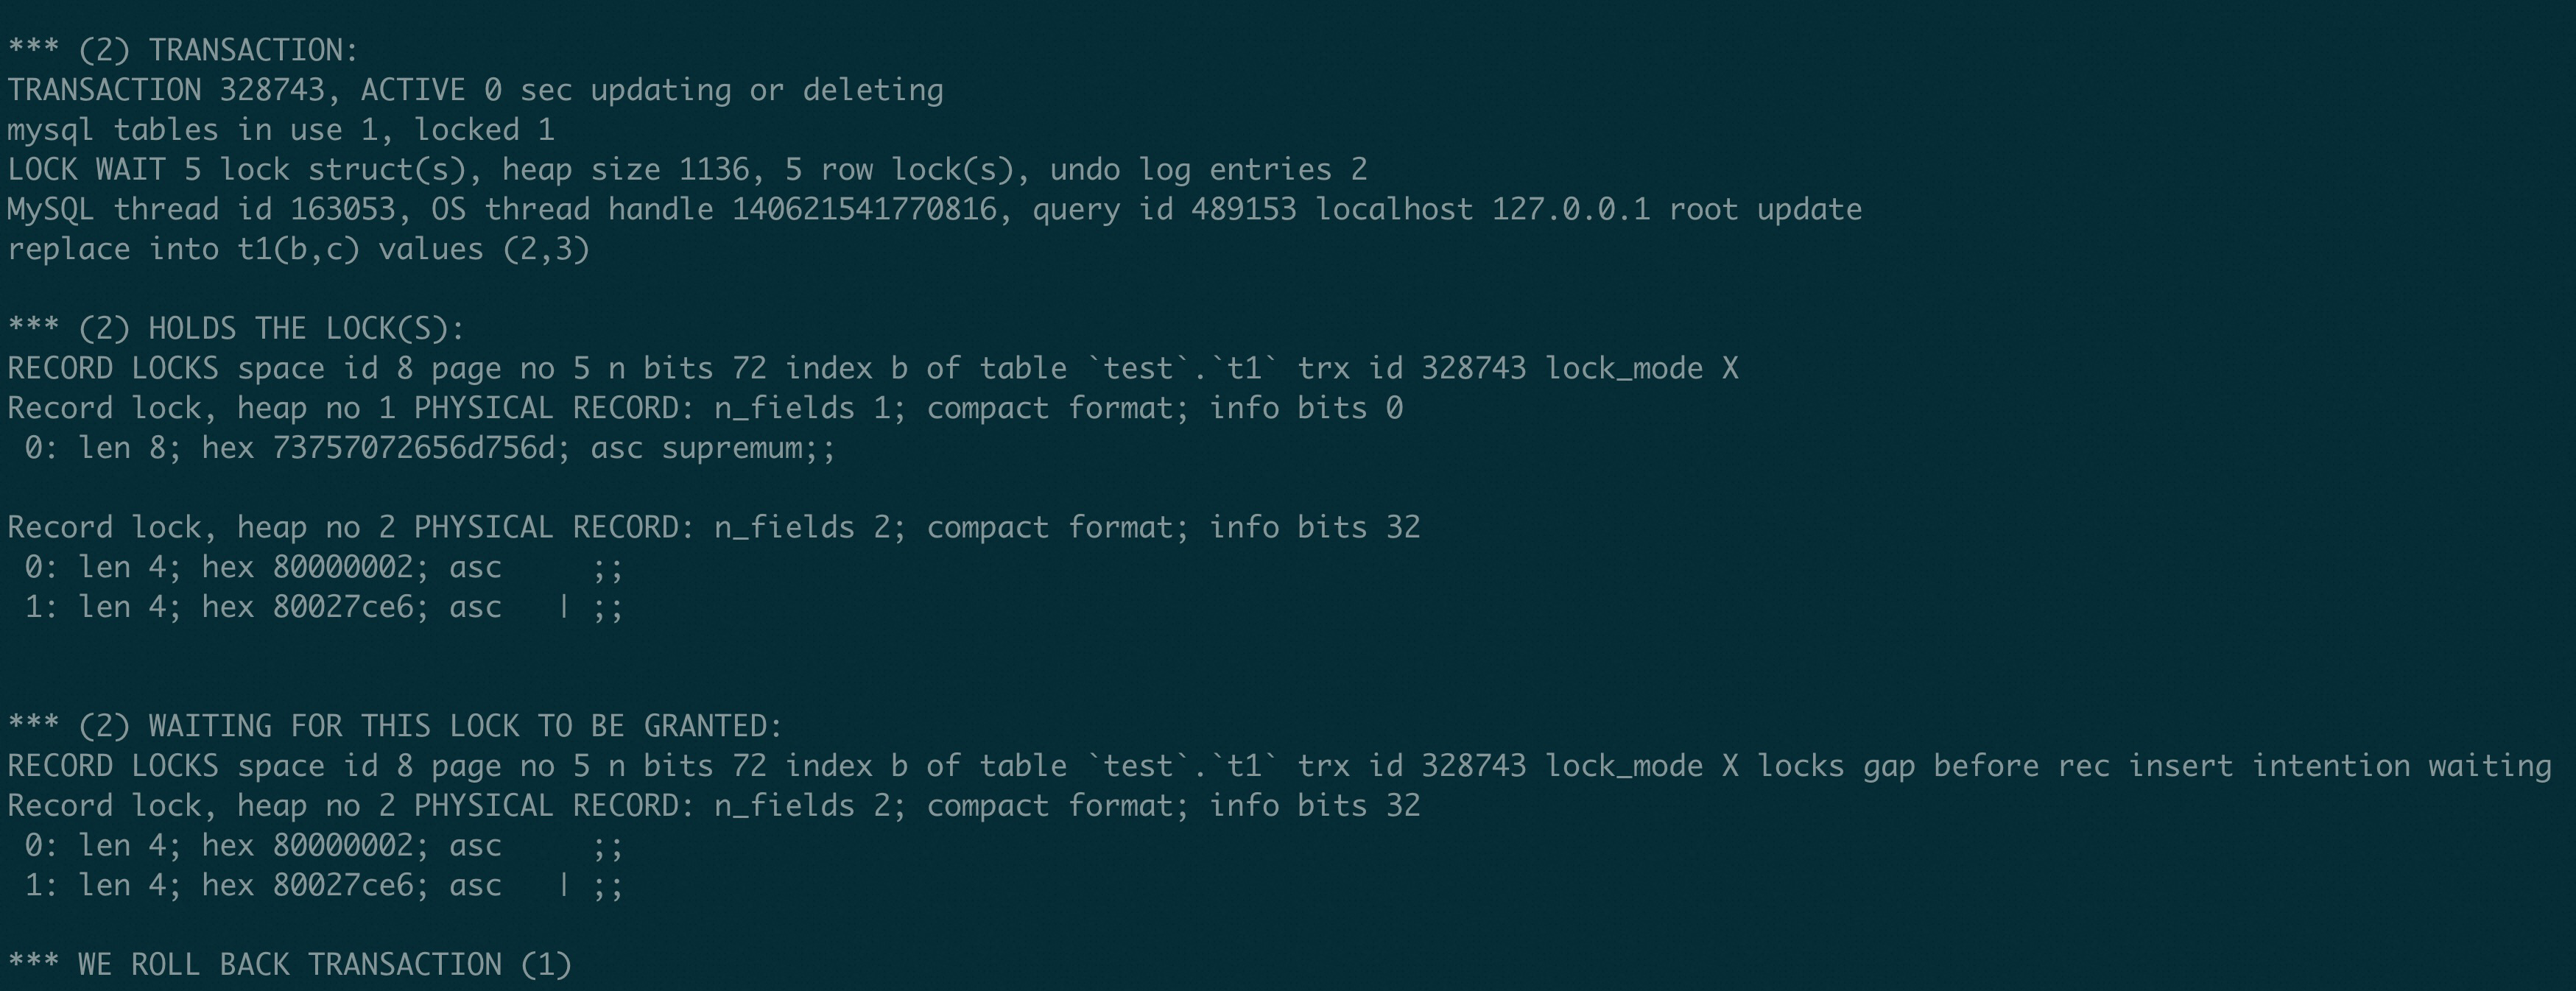 *** (2) TRANSACTION:
TRANSACTION 328743, ACTIVE 0 sec updating or deleting
mysql tables in use 1, locked 1
LOCK WAIT 5 lock struct(s), heap size 1136, 5 row lock(s), undo log entries 2
MySQL thread id 163053, OS thread handle 140621541770816, query id 489153 localhost 127.0.0.1 root update
replace into t1(b,c) values (2,3)
*** (2) HOLDS THE LOCK(S):
RECORD LOCKS space id 8 page no 5 n bits 72 index b of table `test`.`t1` trx id 328743 lock_mode X
Record lock, heap no 1 PHYSICAL RECORD: n_fields 1; compact format; info bits 0
 0: len 8; hex 73757072656d756d; asc supremum;;
Record lock, heap no 2 PHYSICAL RECORD: n_fields 2; compact format; info bits 32
 0: len 4; hex 80000002; asc     ;;
 1: len 4; hex 80027ce6; asc   | ;;
*** (2) WAITING FOR THIS LOCK TO BE GRANTED:
RECORD LOCKS space id 8 page no 5 n bits 72 index b of table `test`.`t1` trx id 328743 lock_mode X locks gap before rec insert intention waiting
Record lock, heap no 2 PHYSICAL RECORD: n_fields 2; compact format; info bits 32
 0: len 4; hex 80000002; asc     ;;
 1: len 4; hex 80027ce6; asc   | ;;
*** WE ROLL BACK TRANSACTION (1)